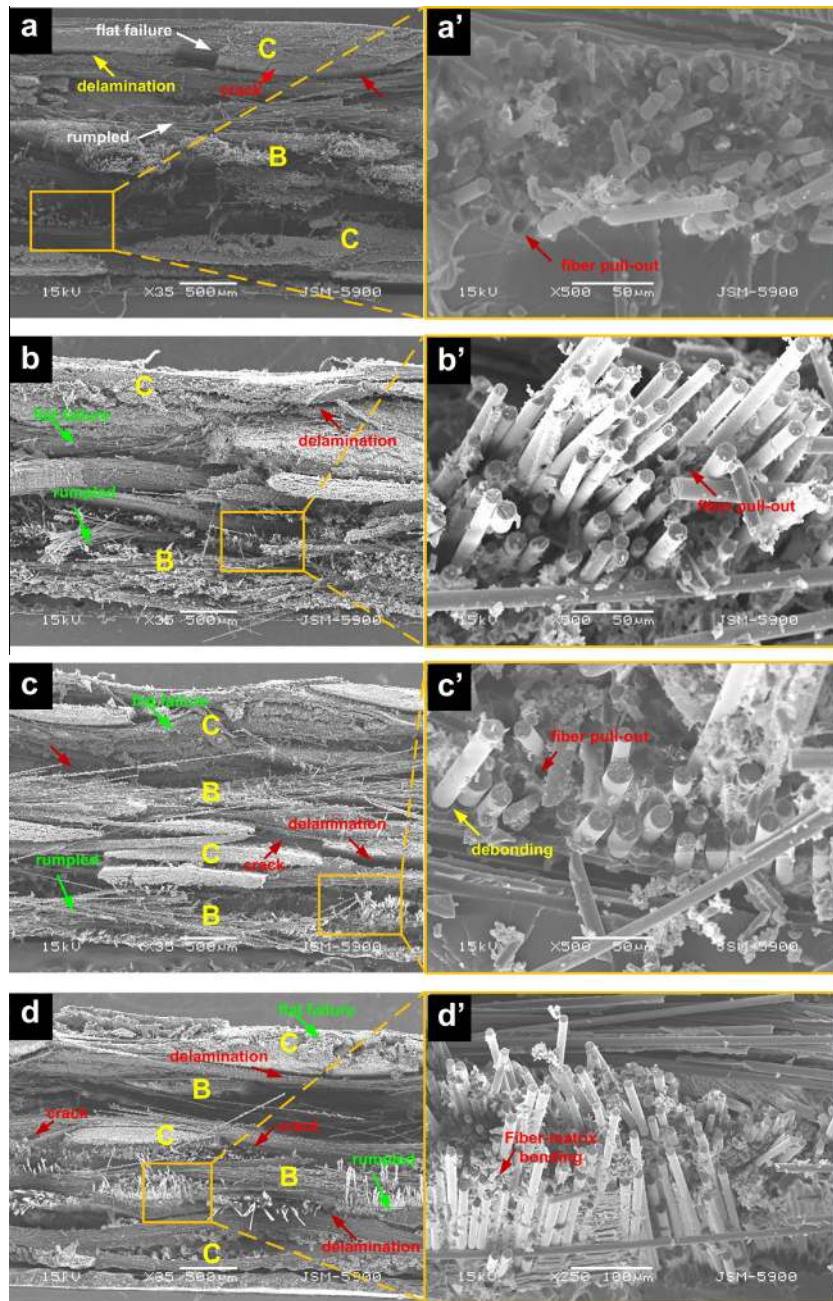 a
flat failure
C
delamination
crack
rumpled
B
C
15kV X35 500µm JSM-5900
a'
fiber pull-out
15kV X500 50µm JSM-5900
b
C
flat failure
delamination
rumpled
B
15kV X35 500µm JSM-5900
b'
fiber pull-out
15kV X500 50µm JSM-5900
c
flat failure
C
B
delamination
C
crack
rumpled
B
15kV X35 500µm JSM-5900
c'
fiber pull-out
debonding
15kV X500 50µm JSM-5900
d
flat failure
C
delamination
B
crack
C
crack
rumpled
B
delamination
C
15kV X35 500µm JSM-5900
d'
Fiber-matrix
bonding
15kV X250 100µm JSM-5900